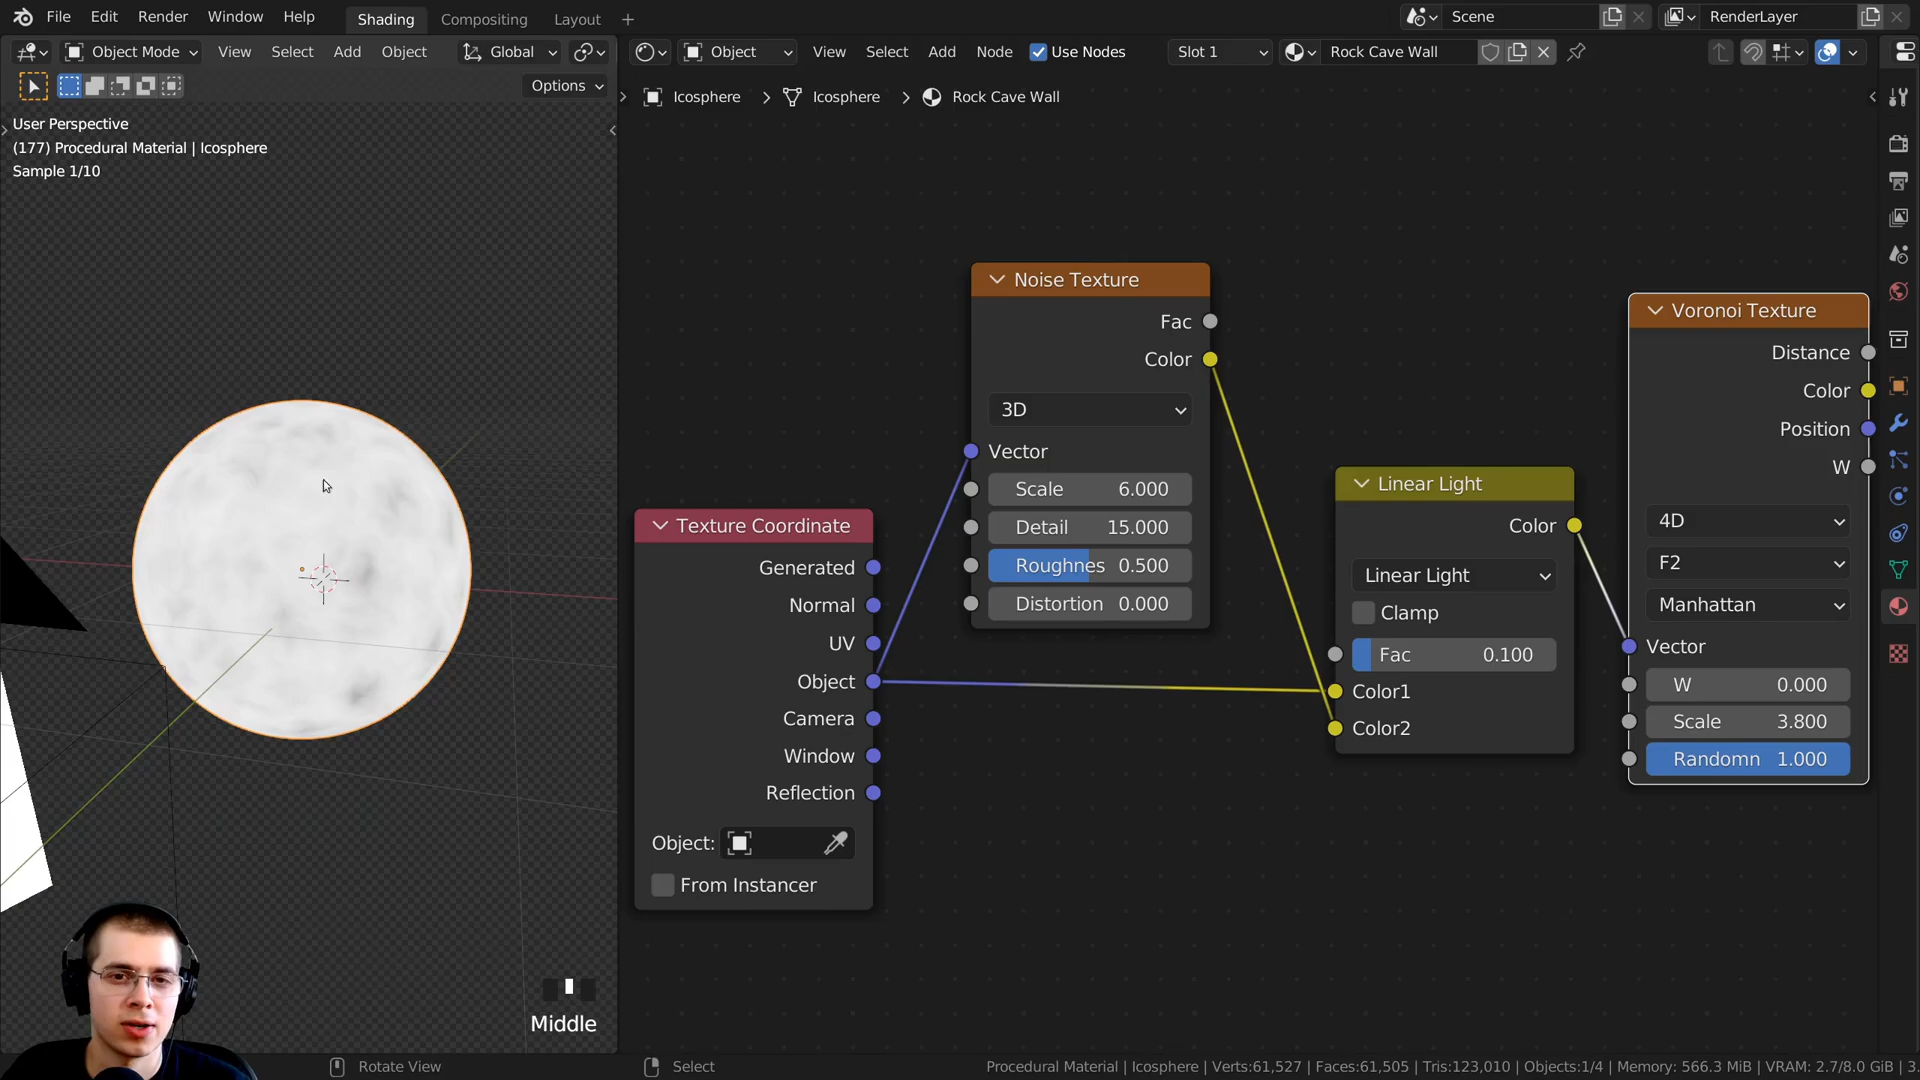 File Edit Render Window Help Shading Compositing Layout + Scene RenderLayer
Object Mode View Select Add Object Global Object View Select Add Node Use Nodes Slot 1 Rock Cave Wall
Options
Icosphere > Icosphere > Rock Cave Wall
User Perspective
(177) Procedural Material | Icosphere
Sample 1/10
Noise Texture
Fac
Color
3D
Vector
Scale 6.000
Detail 15.000
Roughnes 0.500
Distortion 0.000
Texture Coordinate
Generated
Normal
UV
Object
Camera
Window
Reflection
Object:
From Instancer
Linear Light
Color
Linear Light
Clamp
Fac 0.100
Color1
Color2
Voronoi Texture
Distance
Color
Position
W
4D
F2
Manhattan
Vector
W 0.000
Scale 3.800
Randomn 1.000
Middle
Rotate View Select Procedural Material | Icosphere | Verts:61,527 | Faces:61,505 | Tris:123,010 | Objects:1/4 | Memory: 566.3 MiB | VRAM: 2.7/8.0 GiB | 3.